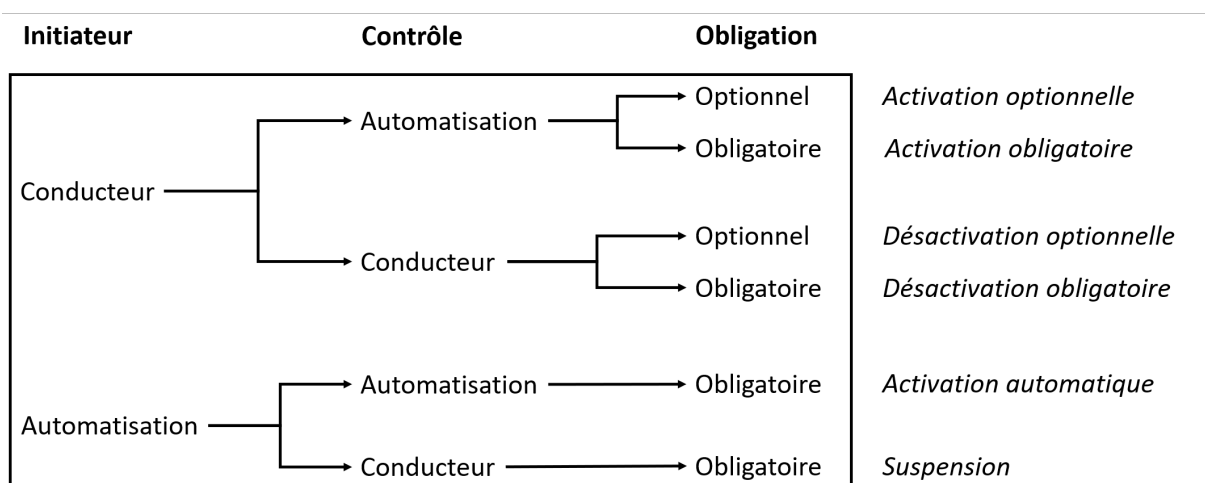 Initiateur Contrôle Obligation
Optionnel Activation optionnelle
Automatisation
Obligatoire Activation obligatoire
Conducteur
Optionnel Désactivation optionnelle
Conducteur
Obligatoire Désactivation obligatoire
Automatisation Obligatoire Activation automatique
Automatisation
Conducteur Obligatoire Suspension